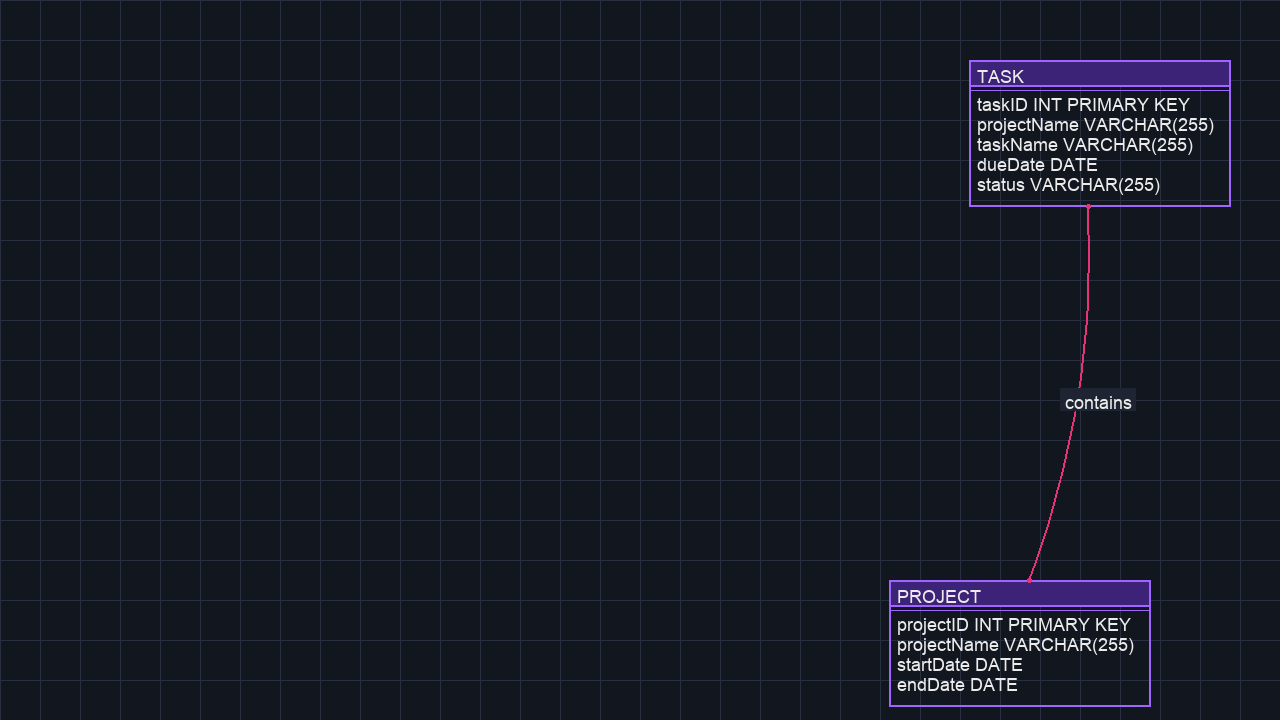 TASK
taskID INT PRIMARY KEY
projectName VARCHAR(255)
taskName VARCHAR(255)
dueDate DATE
status VARCHAR(255)
contains
PROJECT
projectID INT PRIMARY KEY
projectName VARCHAR(255)
startDate DATE
endDate DATE